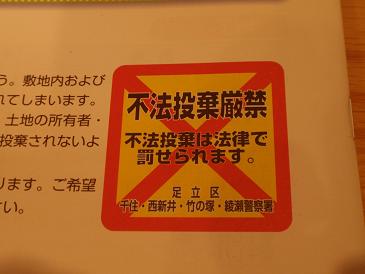 う。敷地内および
れてしまいます。
土地の所有者・
投棄されないよ
ります。ご希望
さい。
不法投棄厳禁
不法投棄は法律で
罰せられます。
足立区
千住・西新井・竹の塚・綾瀬警察署